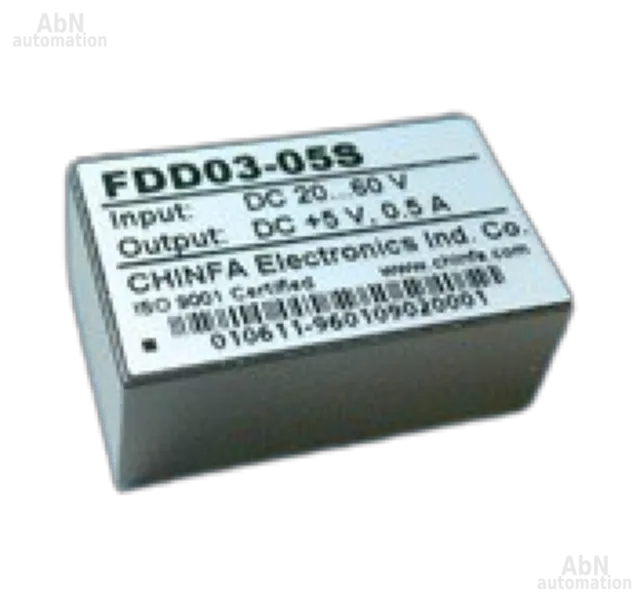 AbN
automation
FDD03-05S
Input: DC 20...60 V
Output: DC +5 V, 0.5 A
CHINFA Electronics Ind. Co.
ISO 9001 Certified www.chinfa.com
010611-960109020001
AbN
automation